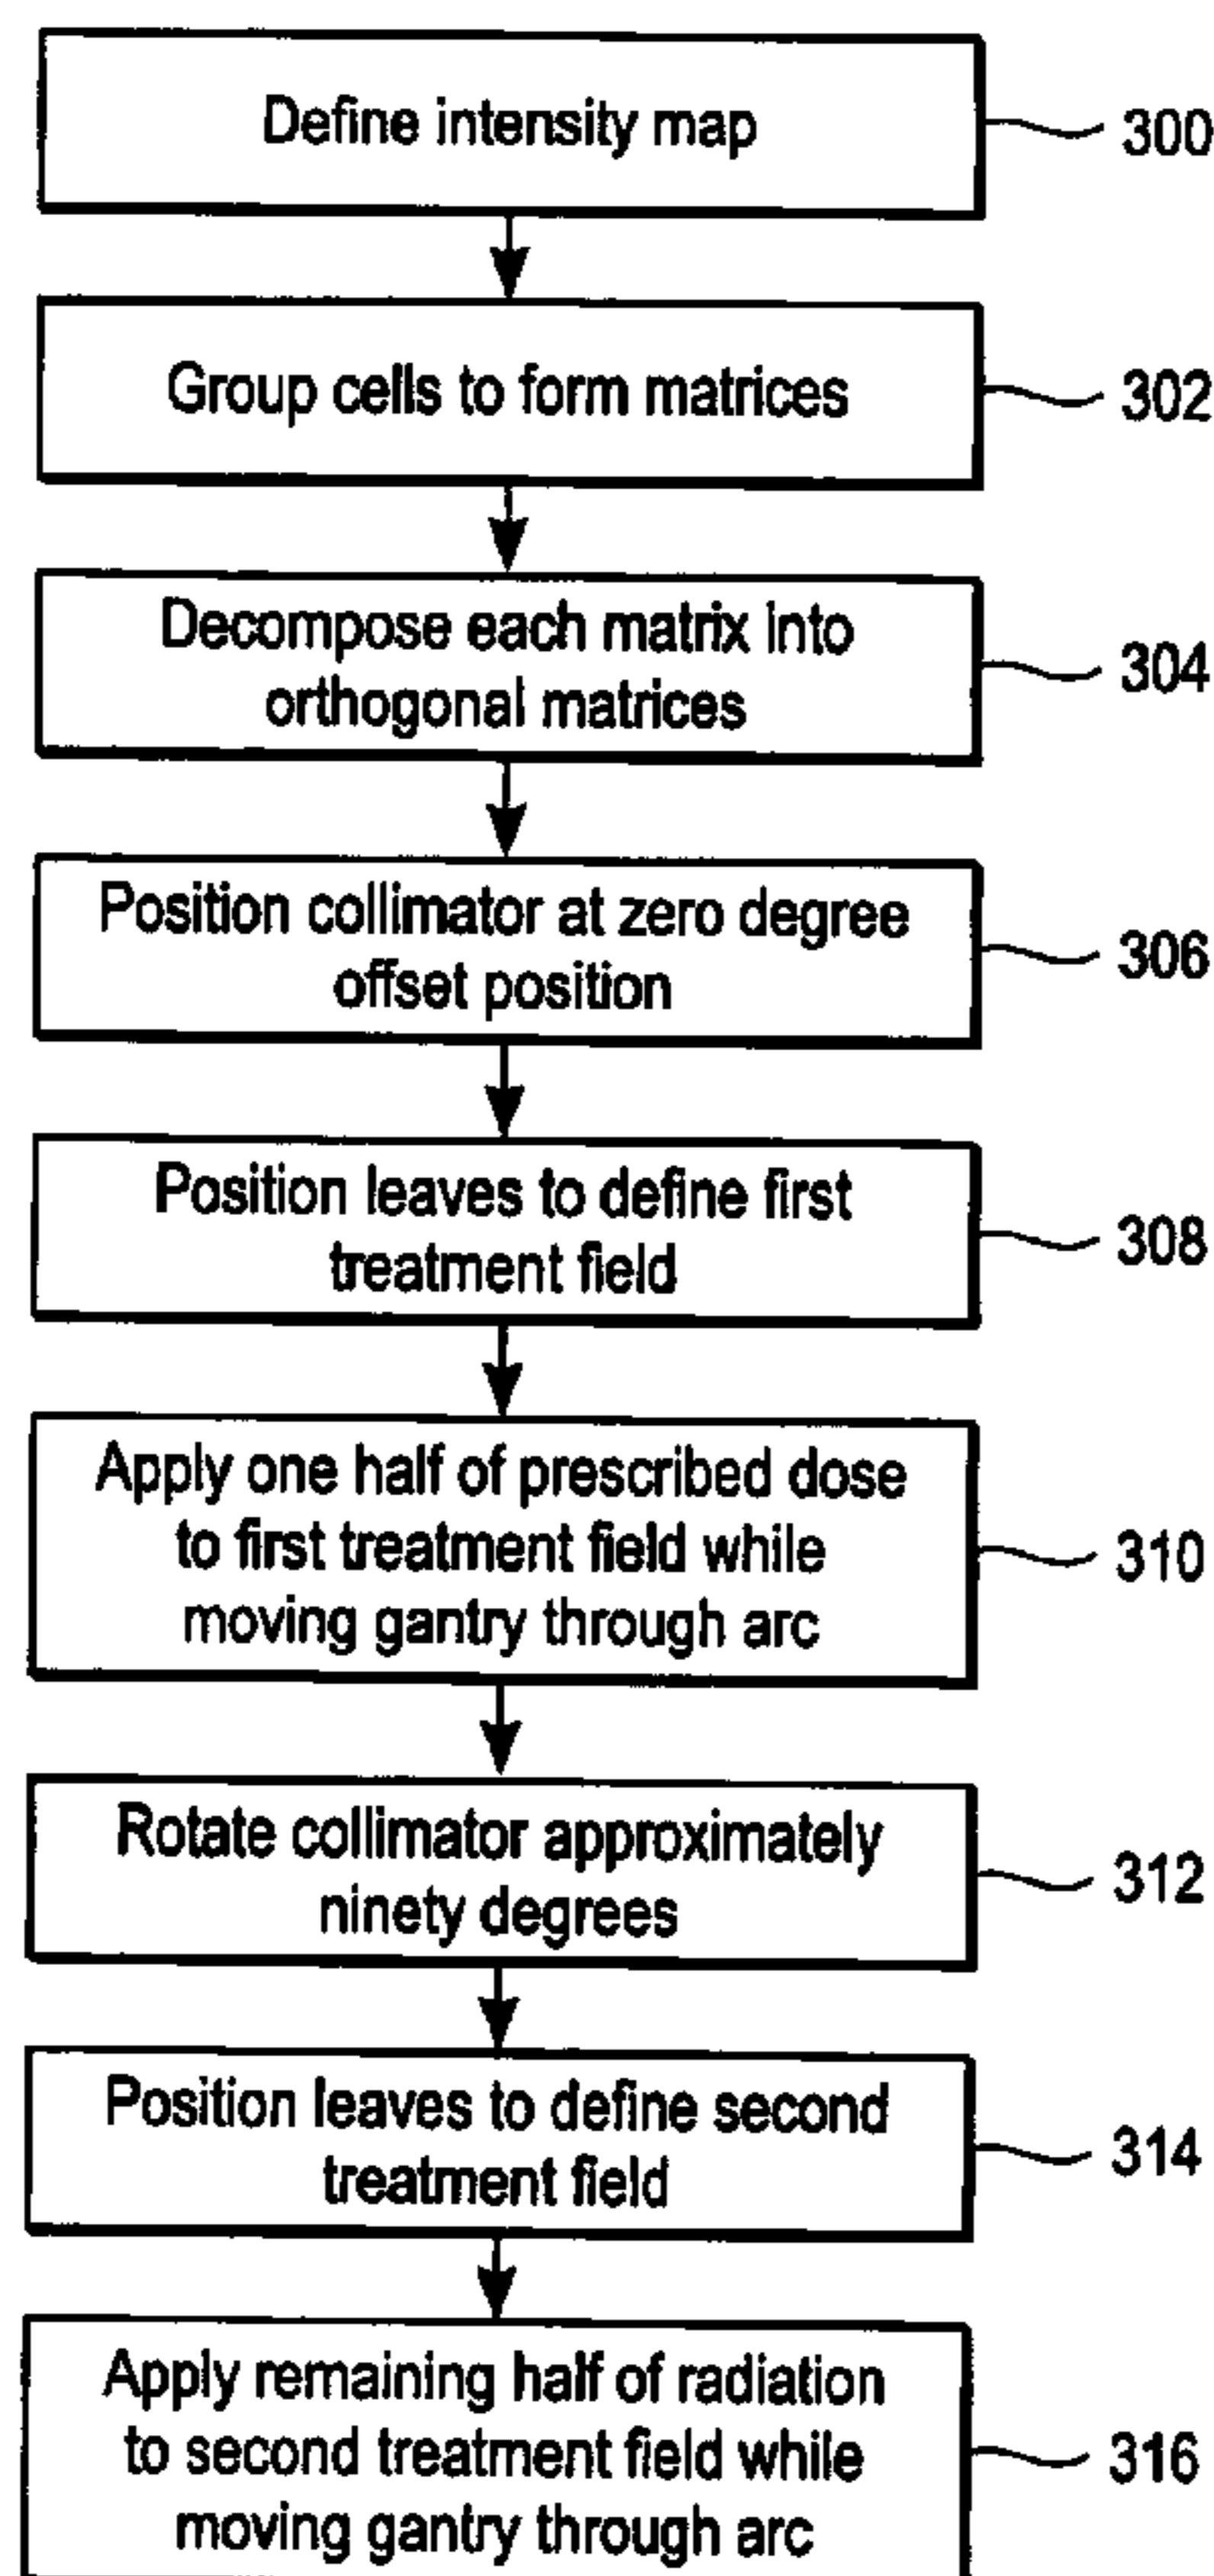 Define intensity map
300
Group cells to form matrices
302
Decompose each matrix into
orthogonal matrices
304
Position collimator at zero degree
offset position
306
Position leaves to define first
treatment field
308
Apply one half of prescribed dose
to first treatment field while
moving gantry through arc
310
Rotate collimator approximately
ninety degrees
312
Position leaves to define second
treatment field
314
Apply remaining half of radiation
to second treatment field while
moving gantry through arc
316